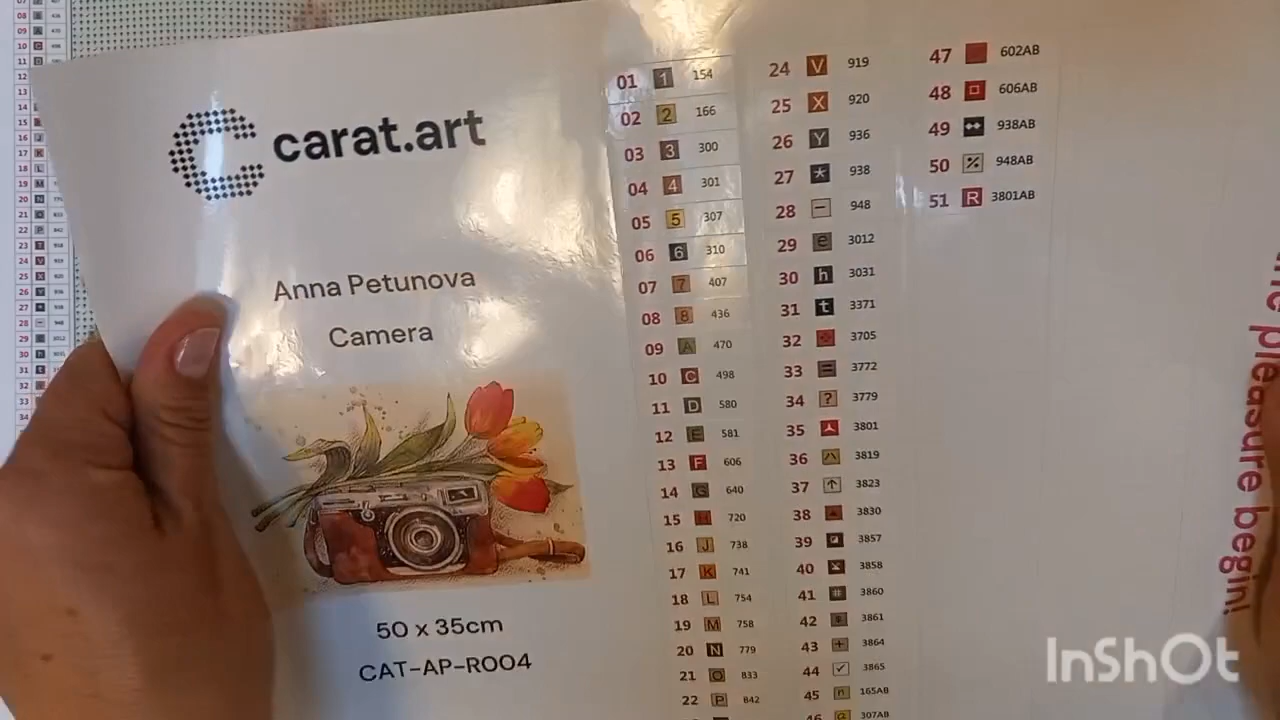 carat.art
Anna Petunova
Camera
50 x 35cm
CAT-AP-R004
01 1 154
02 2 166
03 3 300
04 4 301
05 5 307
06 6 310
07 7 407
08 8 436
09 A 470
10 C 498
11 D 580
12 E 581
13 F 606
14 G 640
15 H 720
16 J 738
17 K 741
18 L 754
19 M 758
20 N 779
21 O 833
22 P 842
24 V 919
25 X 920
26 Y 936
27 * 938
28 − 948
29 e 3012
30 h 3031
31 t 3371
32 3705
33 = 3772
34 ? 3779
35 3801
36 3819
37 ↑ 3823
38 ▲ 3830
39 3857
40 3858
41 # 3860
42 3861
43 + 3864
44 ✓ 3865
45 n 165AB
46 a 307AB
47 602AB
48 606AB
49 938AB
50 % 948AB
51 R 3801AB
pleasure begin!
InShOt